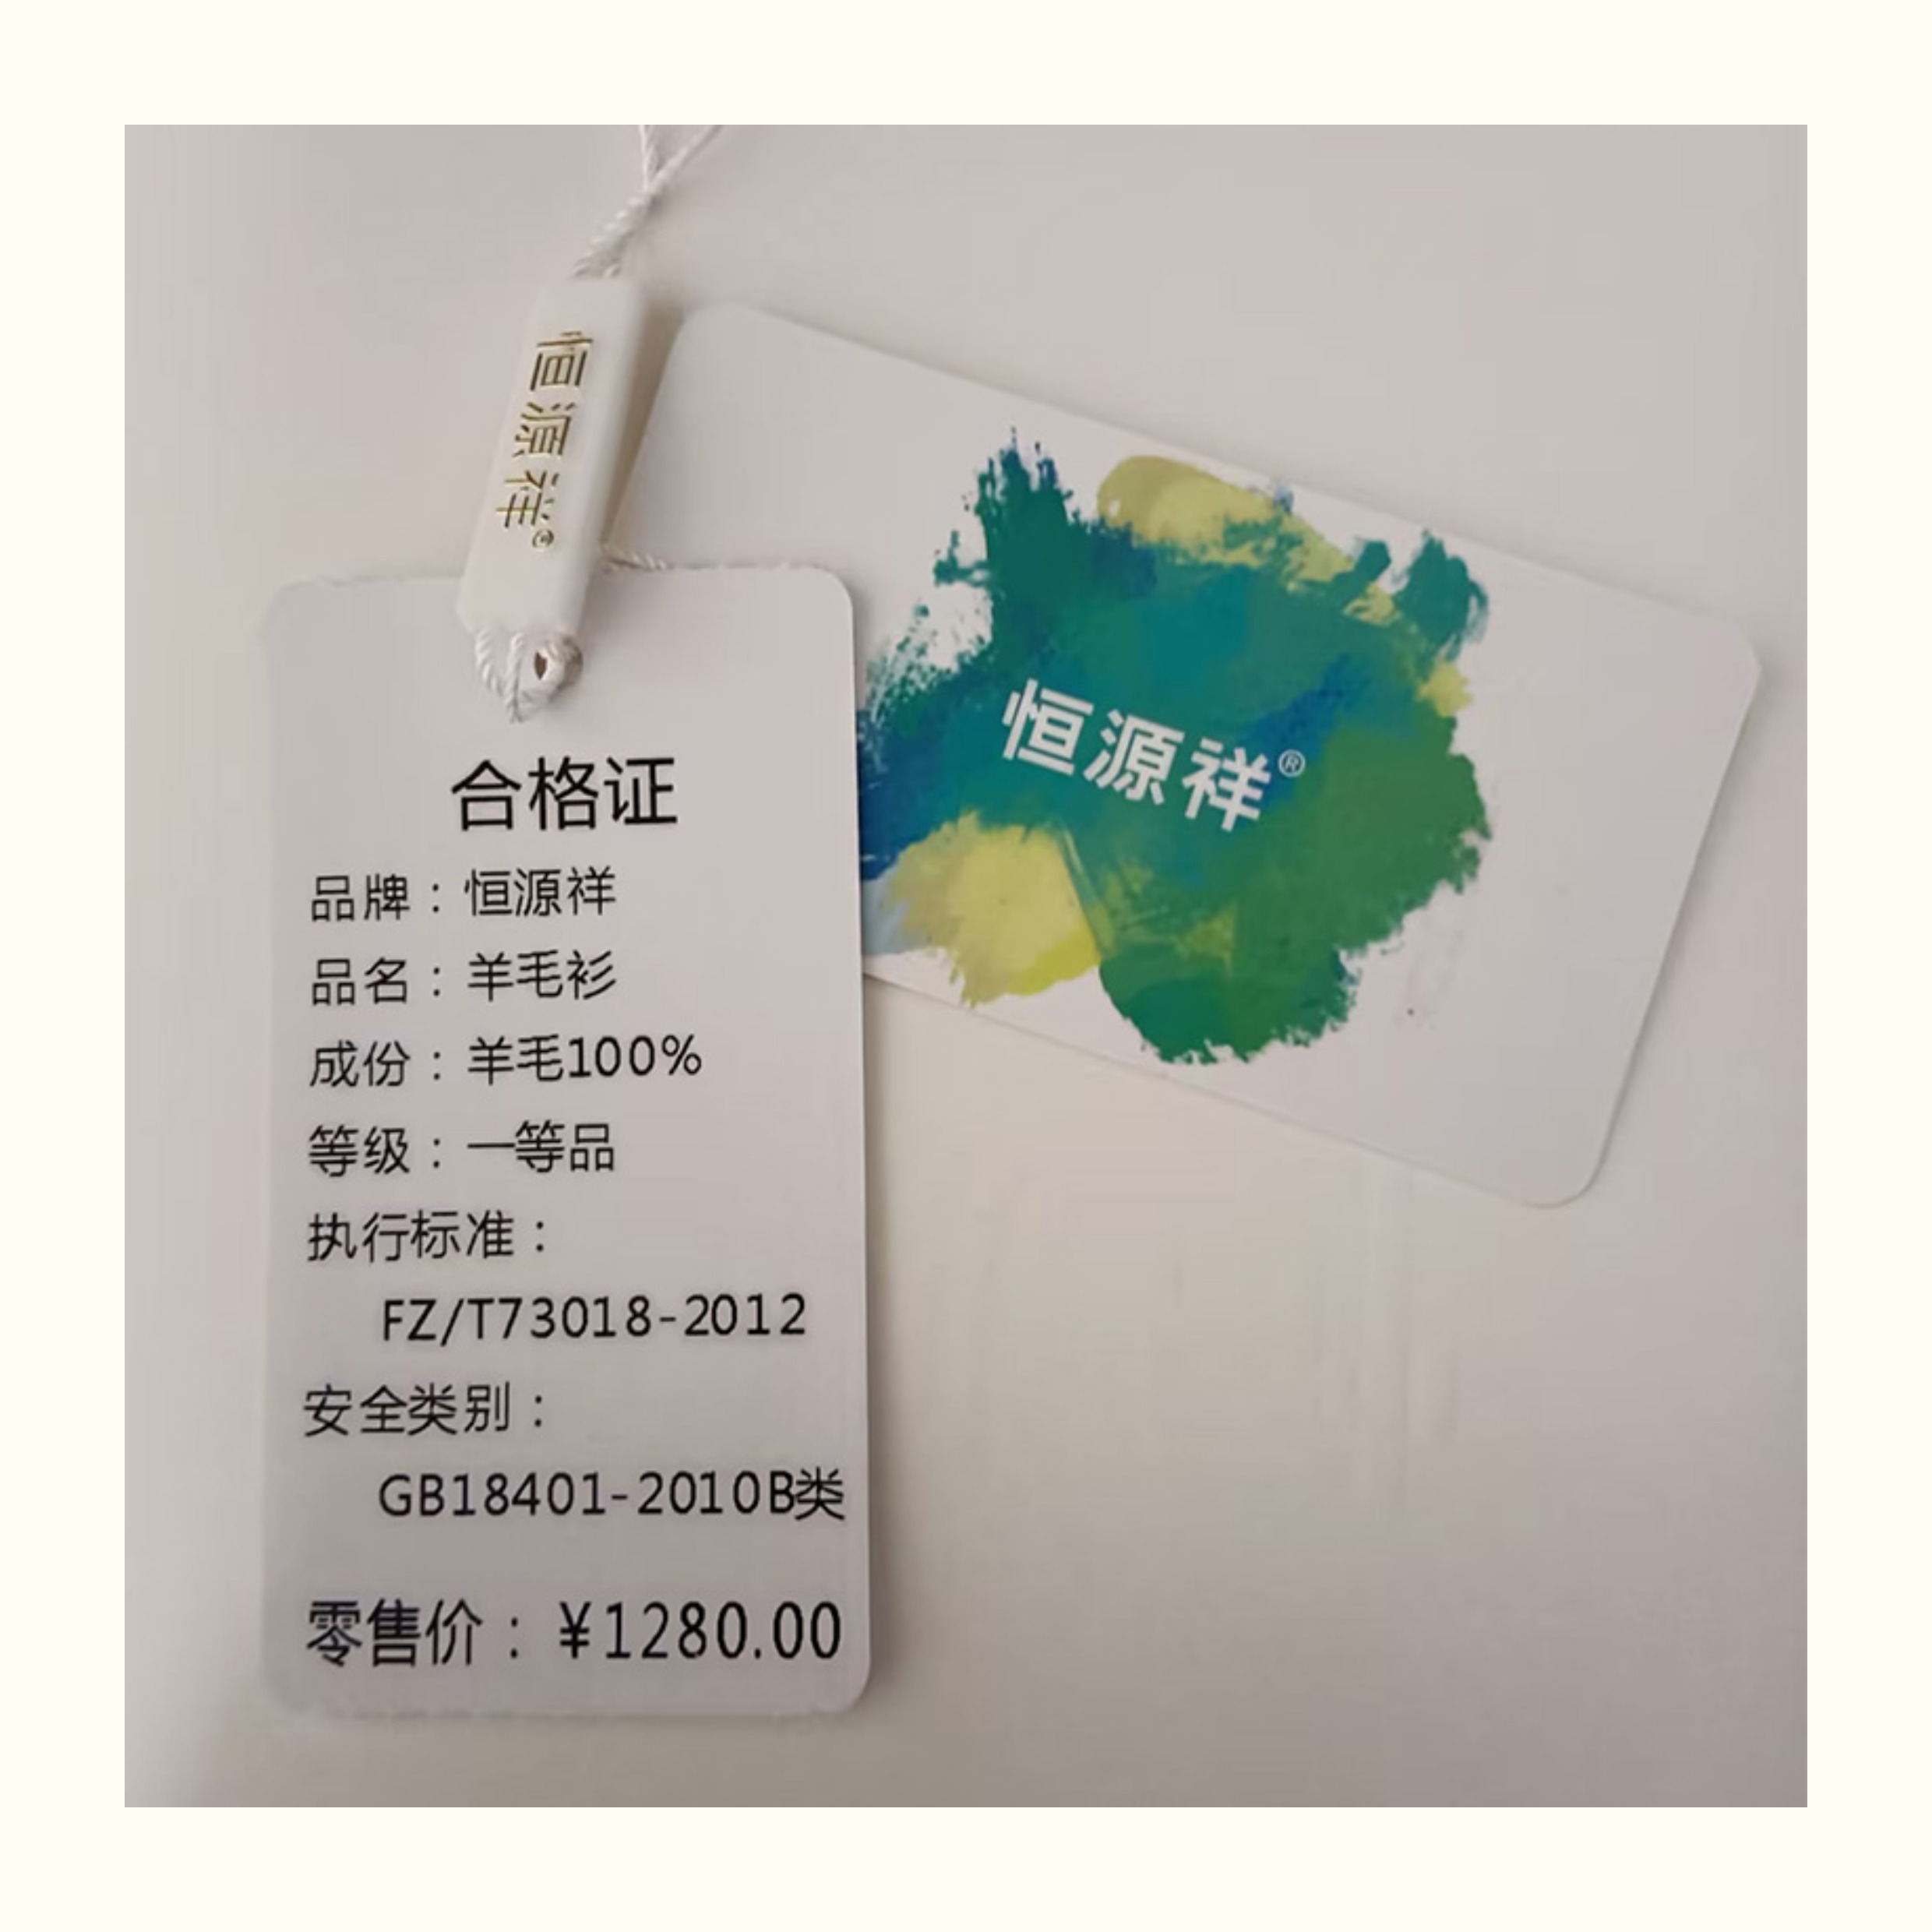 恒源祥®
恒源祥®
合格证
品牌：恒源祥
品名：羊毛衫
成份：羊毛100%
等级：一等品
执行标准：
FZ/T73018-2012
安全类别：
GB18401-2010B类
零售价：¥1280.00